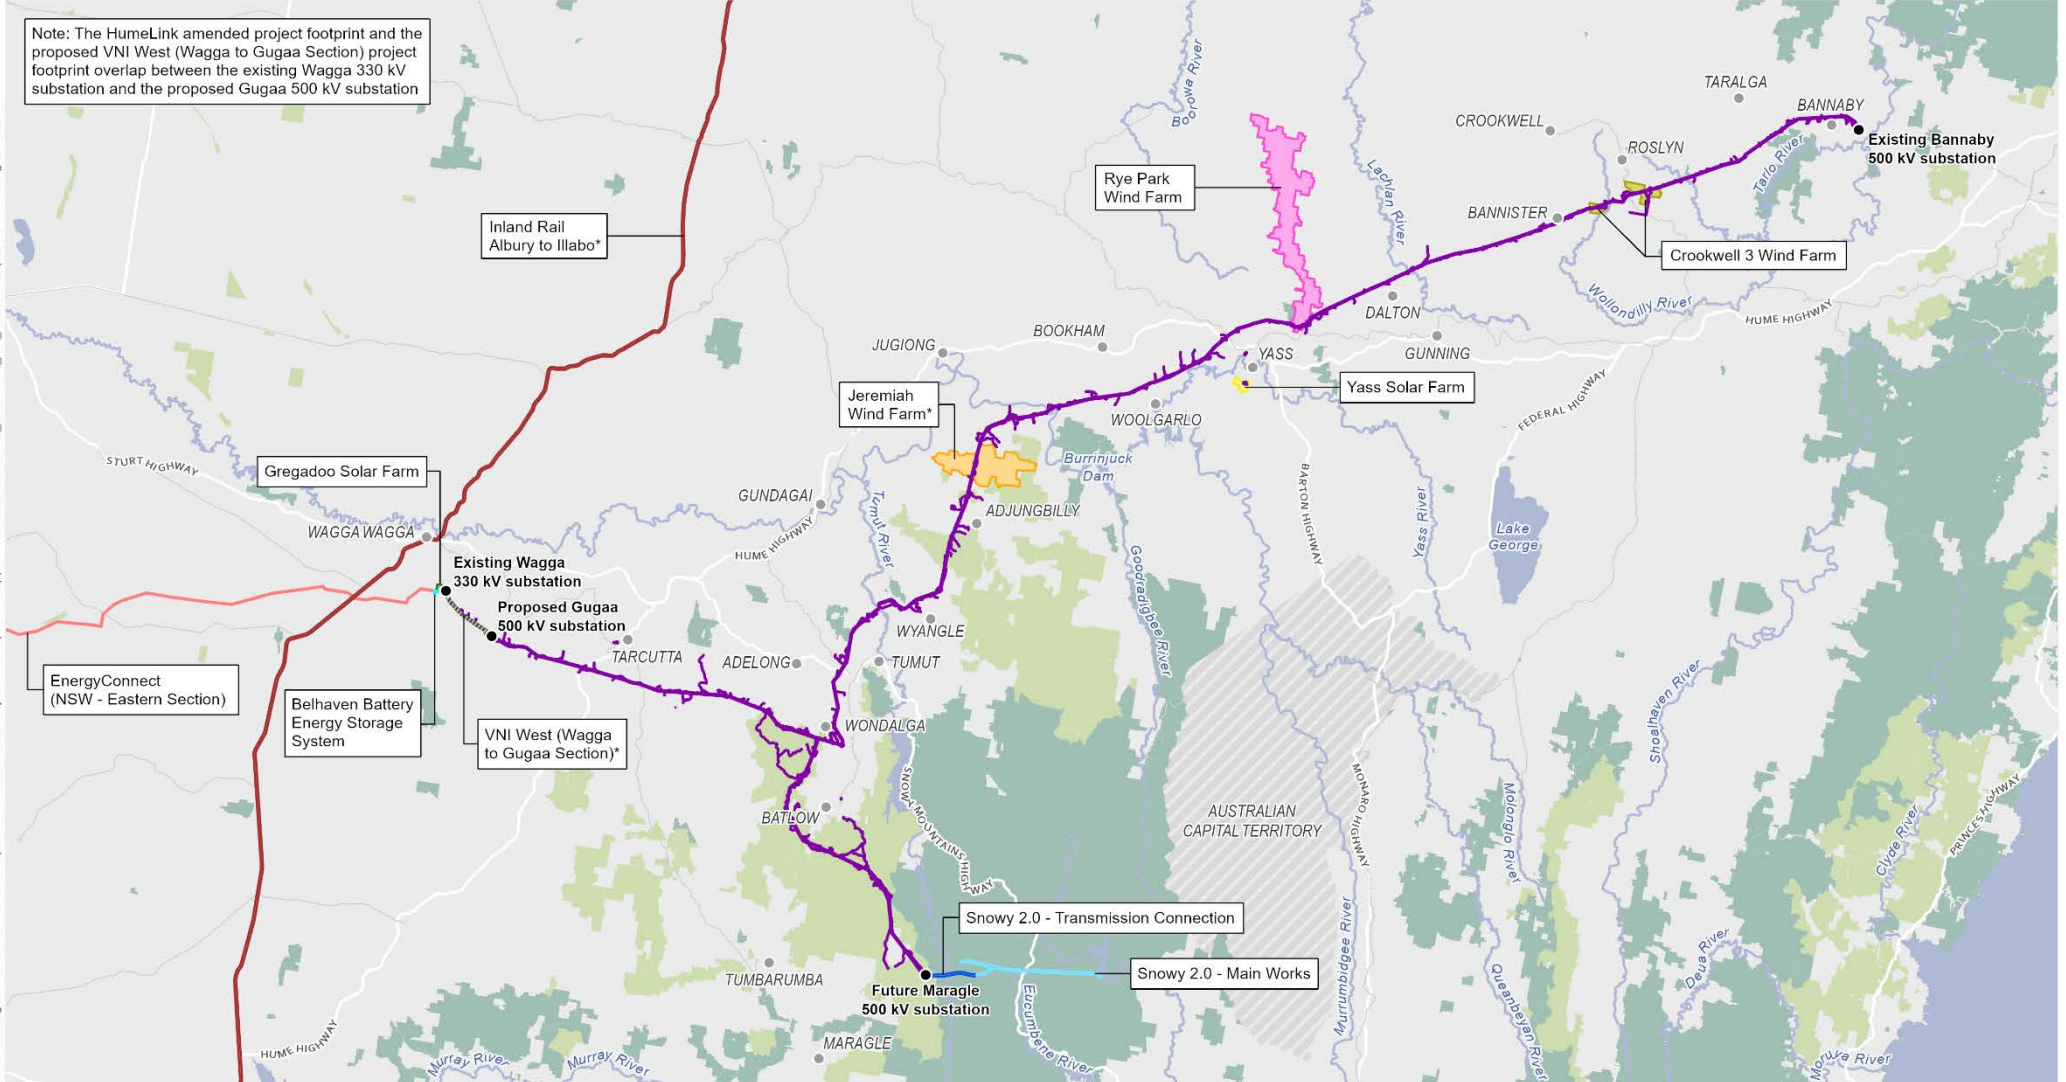 Note: The HumeLink amended project footprint and the
proposed VNI West (Wagga to Gugaa Section) project
footprint overlap between the existing Wagga 330 kV
substation and the proposed Gugaa 500 kV substation
Boorowa River
TARALGA
BANNABY
CROOKWELL
Existing Bannaby
500 kV substation
ROSLYN
Tarlo River
Rye Park
Wind Farm
Lachlan River
BANNISTER
Inland Rail
Albury to Illabo*
Crookwell 3 Wind Farm
Wollondilly River
DALTON
HUME HIGHWAY
BOOKHAM
JUGIONG
YASS
GUNNING
Jeremiah
Wind Farm*
Yass Solar Farm
WOOLGARLO
FEDERAL HIGHWAY
STURT HIGHWAY
Gregadoo Solar Farm
Burrinjuck
Dam
BARTON HIGHWAY
GUNDAGAI
Tumut River
ADJUNGBILLY
Yass River
Lake
George
WAGGA WAGGA
HUME HIGHWAY
Goodradigbee River
Existing Wagga
330 kV substation
Proposed Gugaa
500 kV substation
WYANGLE
TARCUTTA
ADELONG
TUMUT
EnergyConnect
(NSW - Eastern Section)
Belhaven Battery
Energy Storage
System
VNI West (Wagga
to Gugaa Section)*
WONDALGA
Shoalhaven River
SNOWY MOUNTAINS HIGHWAY
MONARO HIGHWAY
Molonglo River
BATLOW
AUSTRALIAN
CAPITAL TERRITORY
PRINCES HIGHWAY
Clyde River
Snowy 2.0 - Transmission Connection
Murrumbidgee River
Deua River
TUMBARUMBA
Snowy 2.0 - Main Works
Future Maragle
500 kV substation
Eucumbene River
Queanbeyan River
HUME HIGHWAY
MARAGLE
Murray River
Murray River
Moruya River